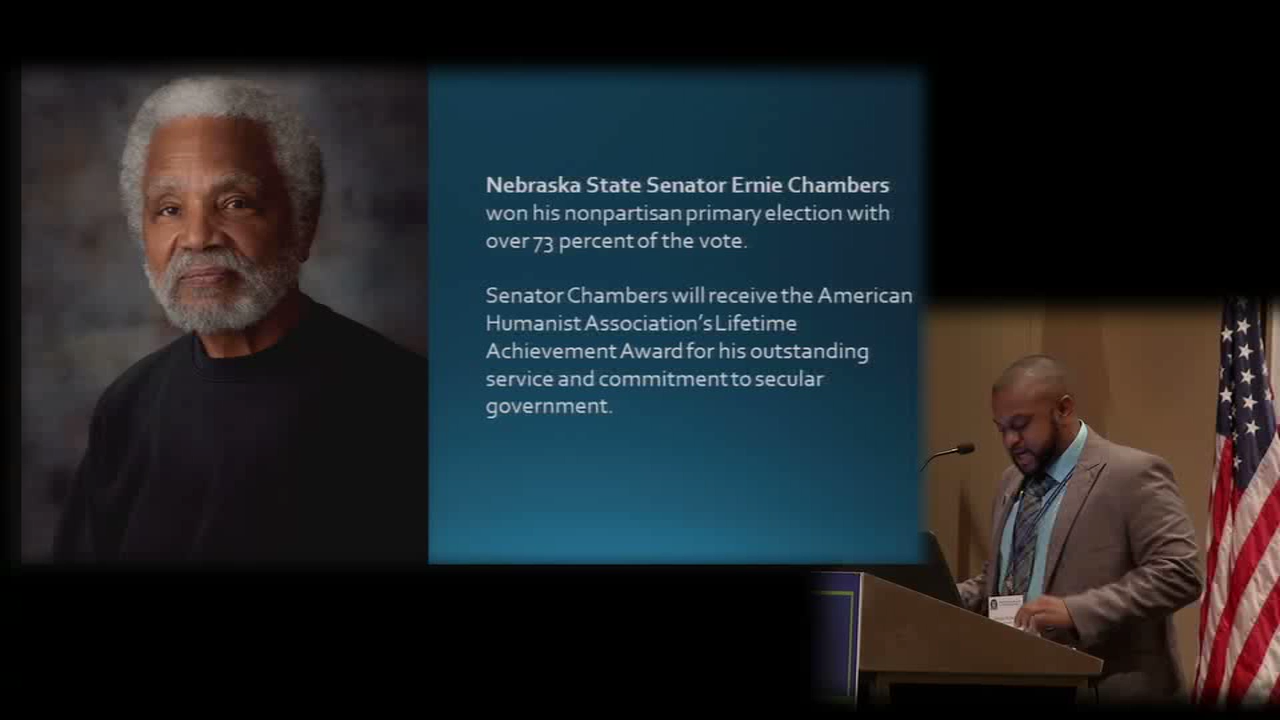 Nebraska State Senator Ernie Chambers
won his nonpartisan primary election with
over 73 percent of the vote.
Senator Chambers will receive the American
Humanist Association's Lifetime
Achievement Award for his outstanding
service and commitment to secular
government.